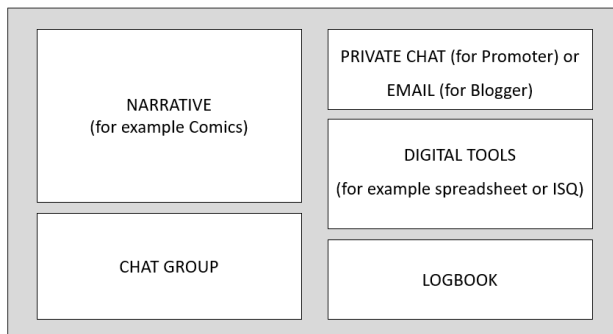 NARRATIVE
(for example Comics)
CHAT GROUP
PRIVATE CHAT (for Promoter) or
EMAIL (for Blogger)
DIGITAL TOOLS
(for example spreadsheet or ISQ)
LOGBOOK